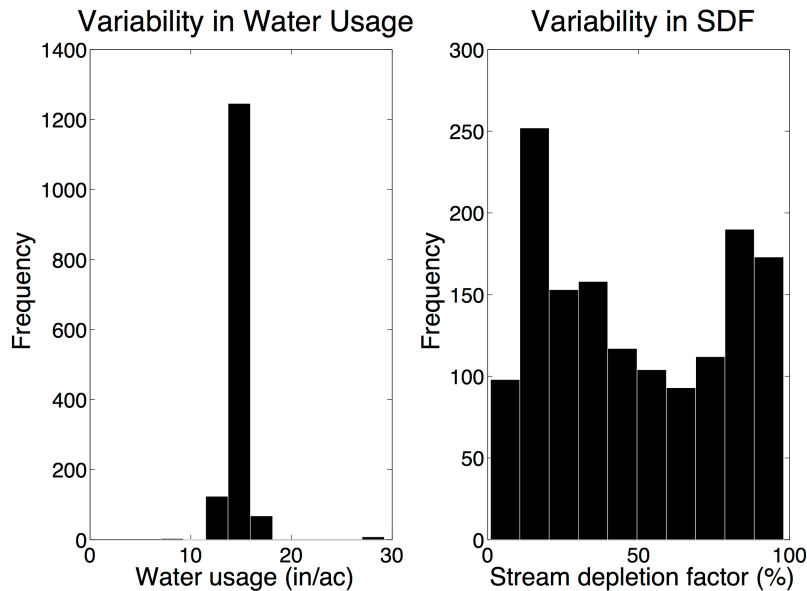 Variability in Water Usage
1400
1200
1000
800
600
400
200
0
Frequency
0 10 20 30
Water usage (in/ac)
Variability in SDF
300
250
200
150
100
50
0
Frequency
0 50 100
Stream depletion factor (%)